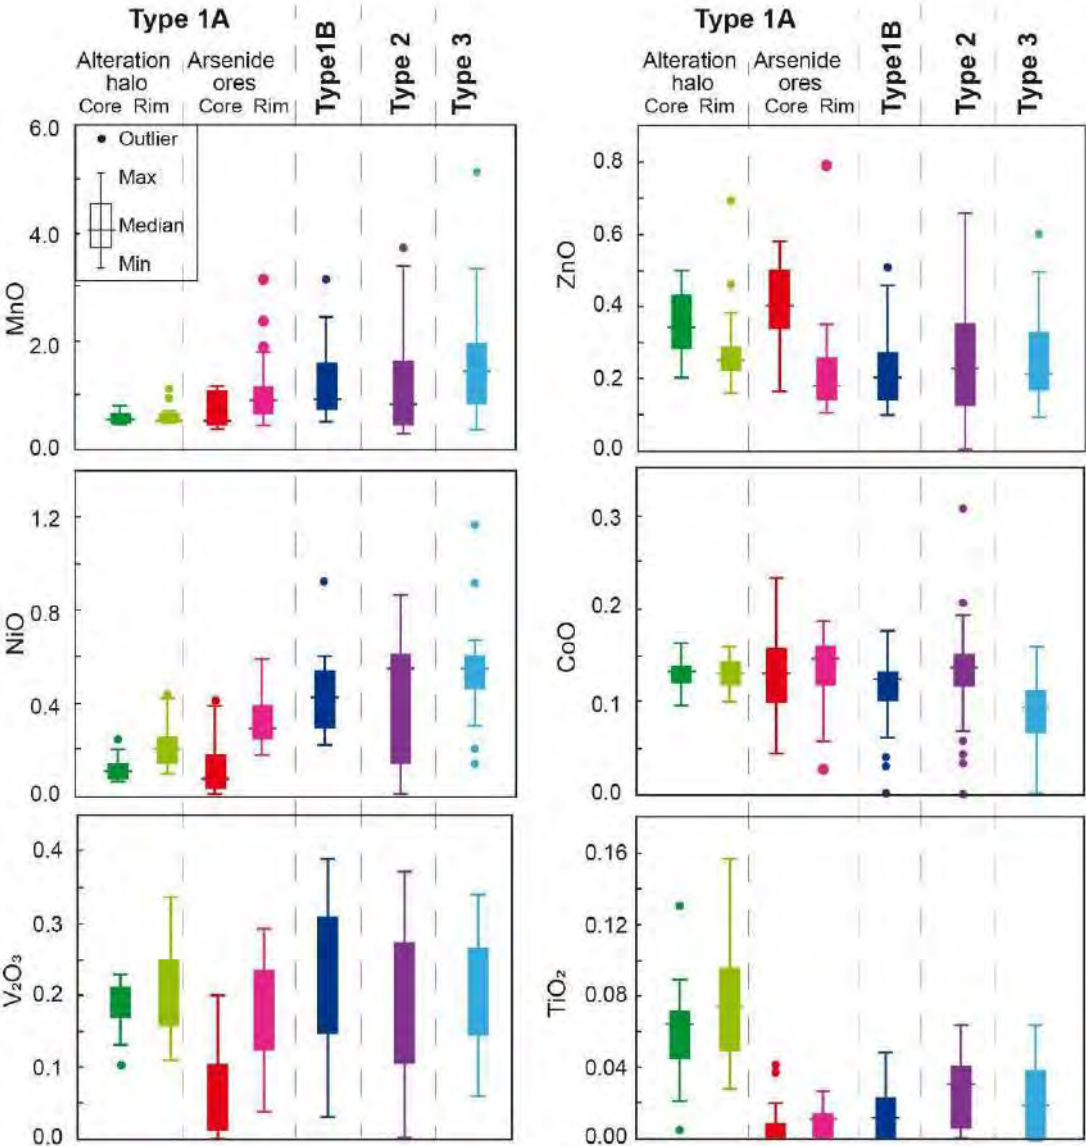 Type 1A
Alteration halo
Core Rim
Arsenide ores
Core Rim
Type1B
Type 2
Type 3
Type 1A
Alteration halo
Core Rim
Arsenide ores
Core Rim
Type1B
Type 2
Type 3
MnO
6.0
4.0
2.0
0.0
Outlier
Max
Median
Min
ZnO
0.8
0.6
0.4
0.2
0.0
NiO
1.2
0.8
0.4
0.0
CoO
0.3
0.2
0.1
0.0
V₂O₃
0.4
0.3
0.2
0.1
0.0
TiO₂
0.16
0.12
0.08
0.04
0.00